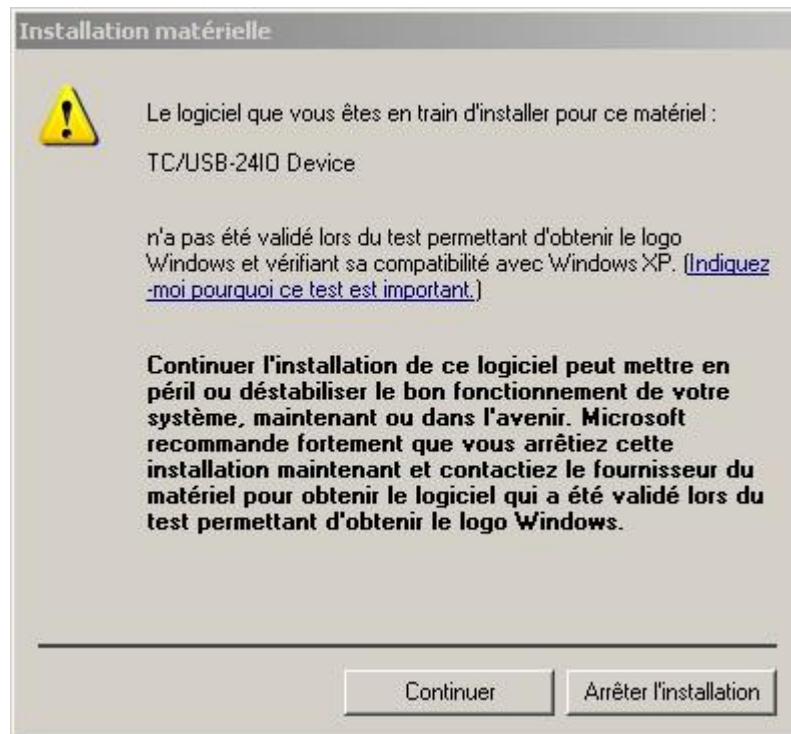 Installation matérielle
Le logiciel que vous êtes en train d'installer pour ce matériel :
TC/USB-24IO Device
n'a pas été validé lors du test permettant d'obtenir le logo
Windows et vérifiant sa compatibilité avec Windows XP. (Indiquez
-moi pourquoi ce test est important.)
Continuer l'installation de ce logiciel peut mettre en
péril ou déstabiliser le bon fonctionnement de votre
système, maintenant ou dans l'avenir. Microsoft
recommande fortement que vous arrêtiez cette
installation maintenant et contactiez le fournisseur du
matériel pour obtenir le logiciel qui a été validé lors du
test permettant d'obtenir le logo Windows.
Continuer
Arrêter l'installation